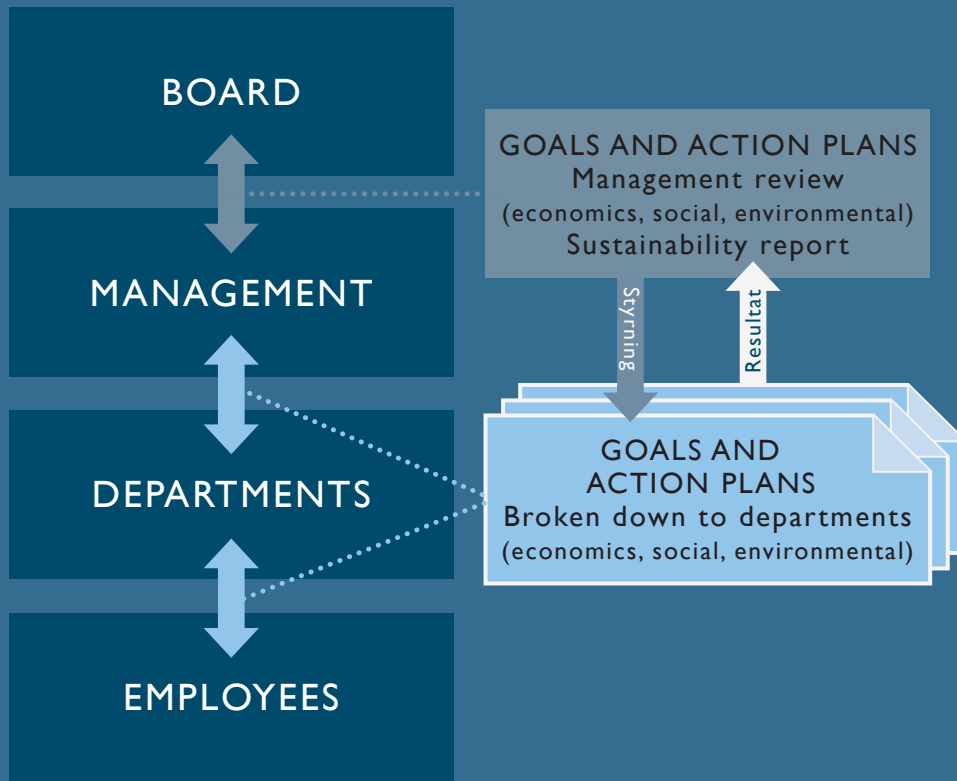 BOARD
GOALS AND ACTION PLANS
Management review
(economics, social, environmental)
Sustainability report
MANAGEMENT
Styrning
Resultat
GOALS AND
ACTION PLANS
Broken down to departments
(economics, social, environmental)
DEPARTMENTS
EMPLOYEES